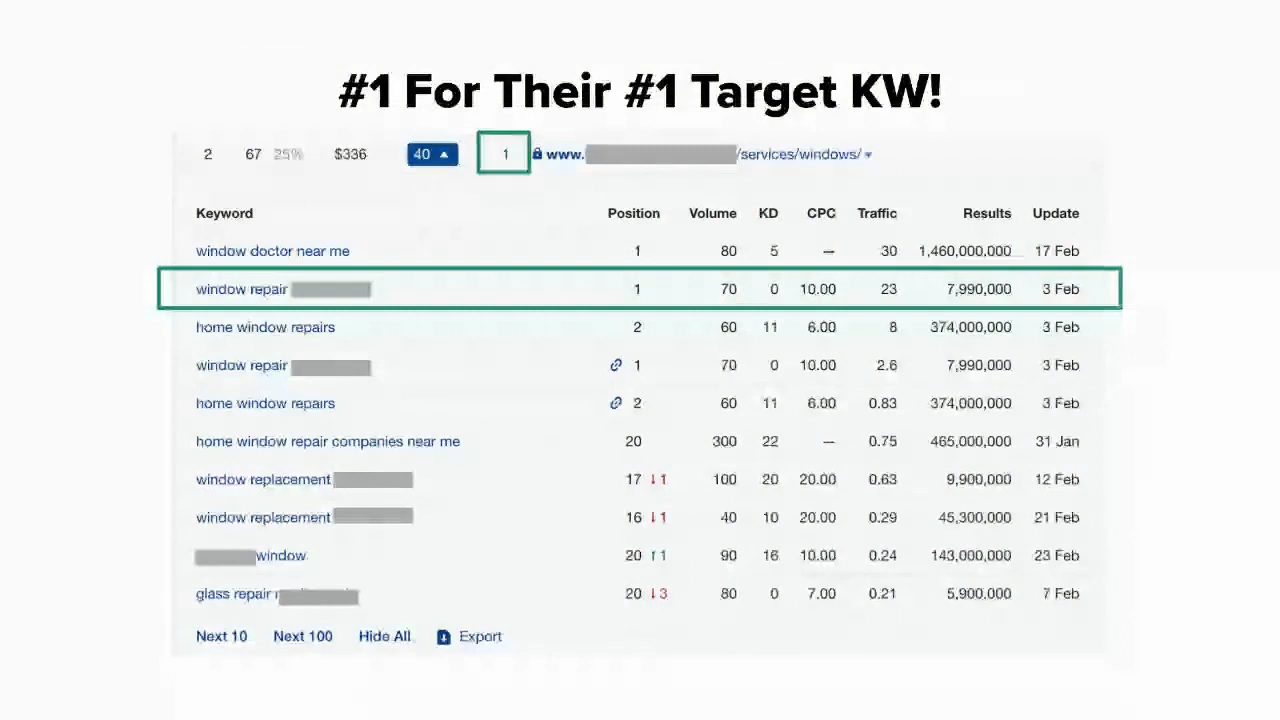 #1 For Their #1 Target KW!
2 67 25% $336 40 ▲ 1 www. /services/windows/ ▾
Keyword Position Volume KD CPC Traffic Results Update
window doctor near me 1 80 5 — 30 1,460,000,000 17 Feb
window repair 1 70 0 10.00 23 7,990,000 3 Feb
home window repairs 2 60 11 6.00 8 374,000,000 3 Feb
window repair 1 70 0 10.00 2.6 7,990,000 3 Feb
home window repairs 2 60 11 6.00 0.83 374,000,000 3 Feb
home window repair companies near me 20 300 22 — 0.75 465,000,000 31 Jan
window replacement 17 ↓1 100 20 20.00 0.63 9,900,000 12 Feb
window replacement 16 ↓1 40 10 20.00 0.29 45,300,000 21 Feb
window 20 ↑1 90 16 10.00 0.24 143,000,000 23 Feb
glass repair 20 ↓3 80 0 7.00 0.21 5,900,000 7 Feb
Next 10 Next 100 Hide All Export